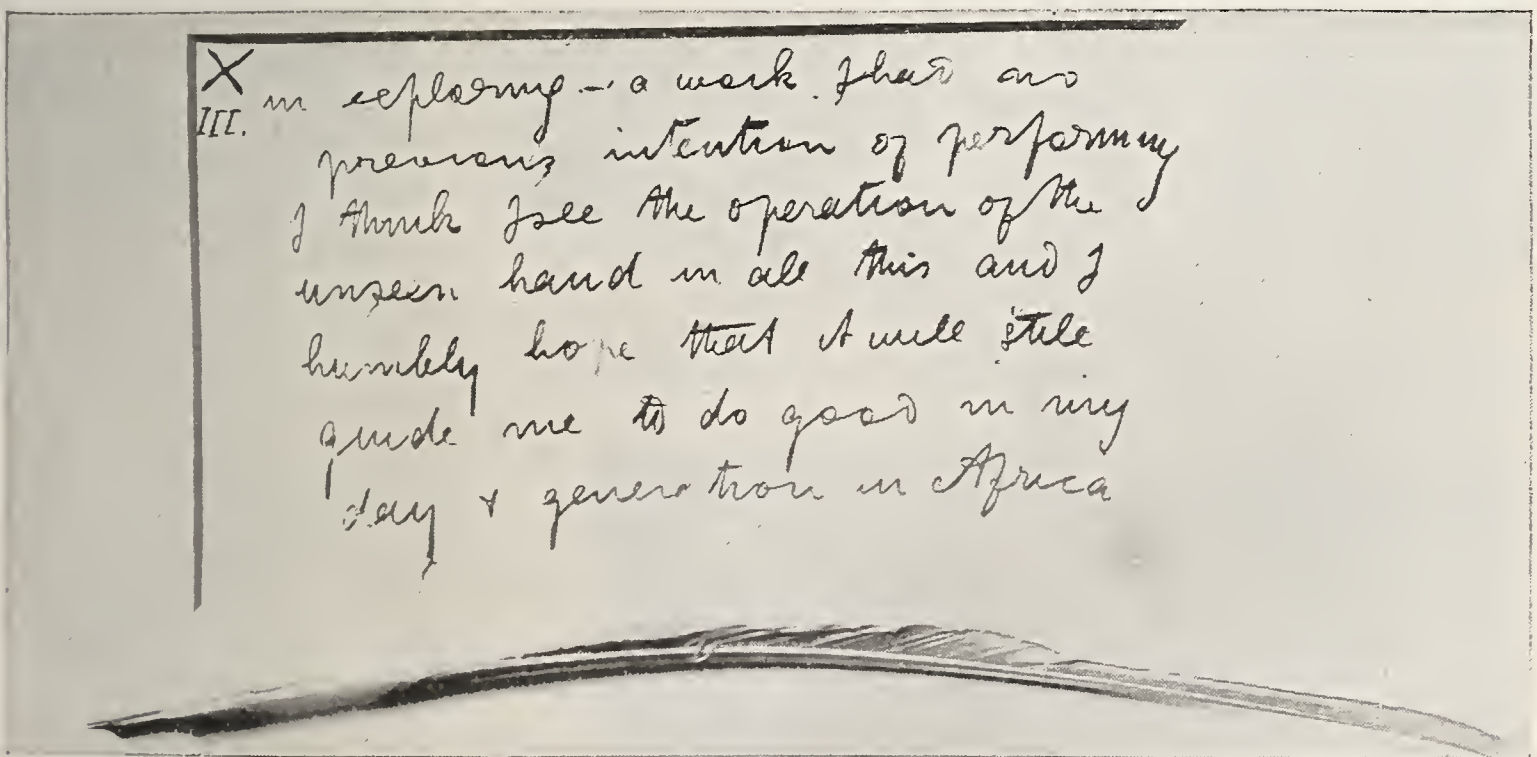 X
III.
in exploring - a work I had no
previous intention of performing
I think I see the operation of the
unseen hand in all this and I
humbly hope that it will still
guide me to do good in my
day & generation in Africa